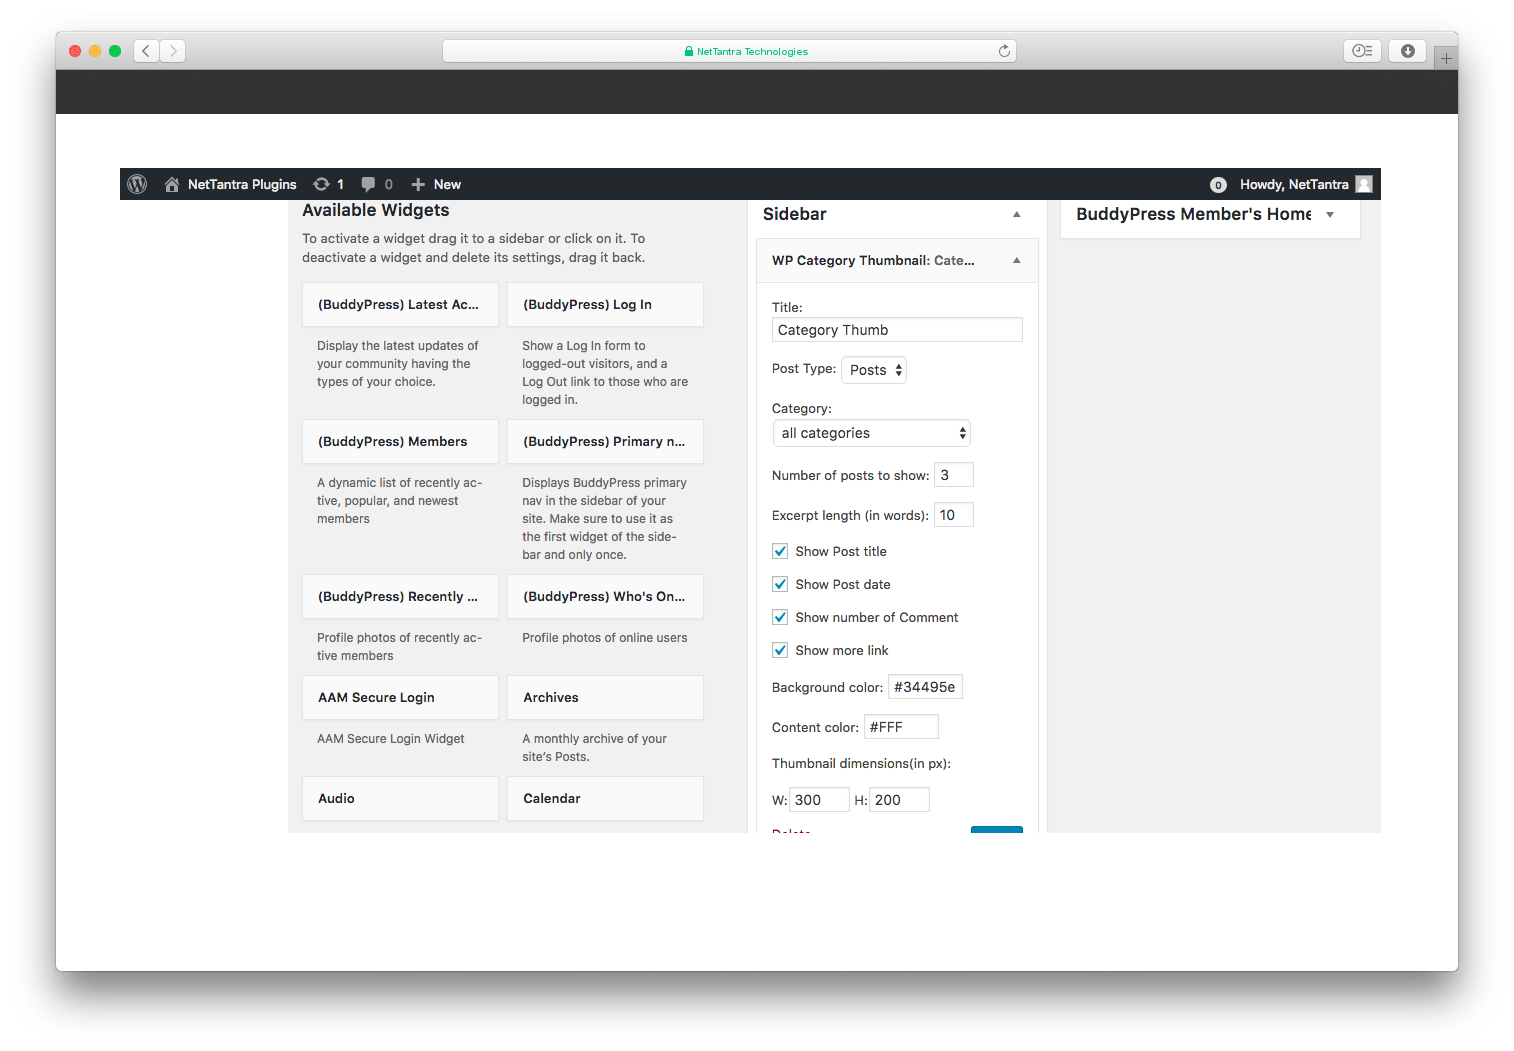 NetTantra Technologies
NetTantra Plugins 1 0 New 0 Howdy, NetTantra
Available Widgets
To activate a widget drag it to a sidebar or click on it. To
deactivate a widget and delete its settings, drag it back.
(BuddyPress) Latest Ac...
Display the latest updates of
your community having the
types of your choice.
(BuddyPress) Log In
Show a Log In form to
logged-out visitors, and a
Log Out link to those who are
logged in.
(BuddyPress) Members
A dynamic list of recently ac-
tive, popular, and newest
members
(BuddyPress) Primary n...
Displays BuddyPress primary
nav in the sidebar of your
site. Make sure to use it as
the first widget of the side-
bar and only once.
(BuddyPress) Recently ...
Profile photos of recently ac-
tive members
(BuddyPress) Who's On...
Profile photos of online users
AAM Secure Login
AAM Secure Login Widget
Archives
A monthly archive of your
site's Posts.
Audio
Calendar
Sidebar
WP Category Thumbnail: Cate...
Title:
Category Thumb
Post Type: Posts
Category:
all categories
Number of posts to show: 3
Excerpt length (in words): 10
Show Post title
Show Post date
Show number of Comment
Show more link
Background color: #34495e
Content color: #FFF
Thumbnail dimensions(in px):
W: 300 H: 200
BuddyPress Member's Home